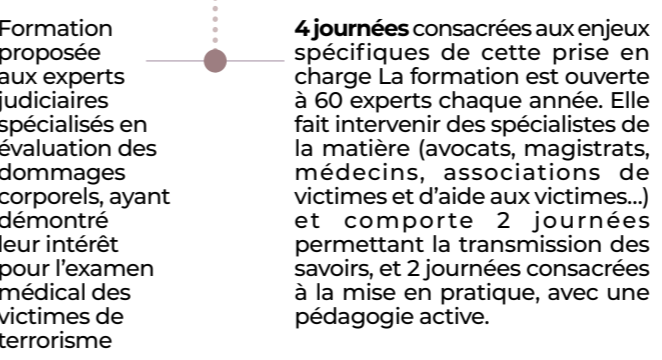 Formation
proposée
aux experts
judiciaires
spécialisés en
évaluation des
dommages
corporels, ayant
démontré
leur intérêt
pour l'examen
médical des
victimes de
terrorisme
4 journées consacrées aux enjeux
spécifiques de cette prise en
charge La formation est ouverte
à 60 experts chaque année. Elle
fait intervenir des spécialistes de
la matière (avocats, magistrats,
médecins, associations de
victimes et d'aide aux victimes...)
et comporte 2 journées
permettant la transmission des
savoirs, et 2 journées consacrées
à la mise en pratique, avec une
pédagogie active.